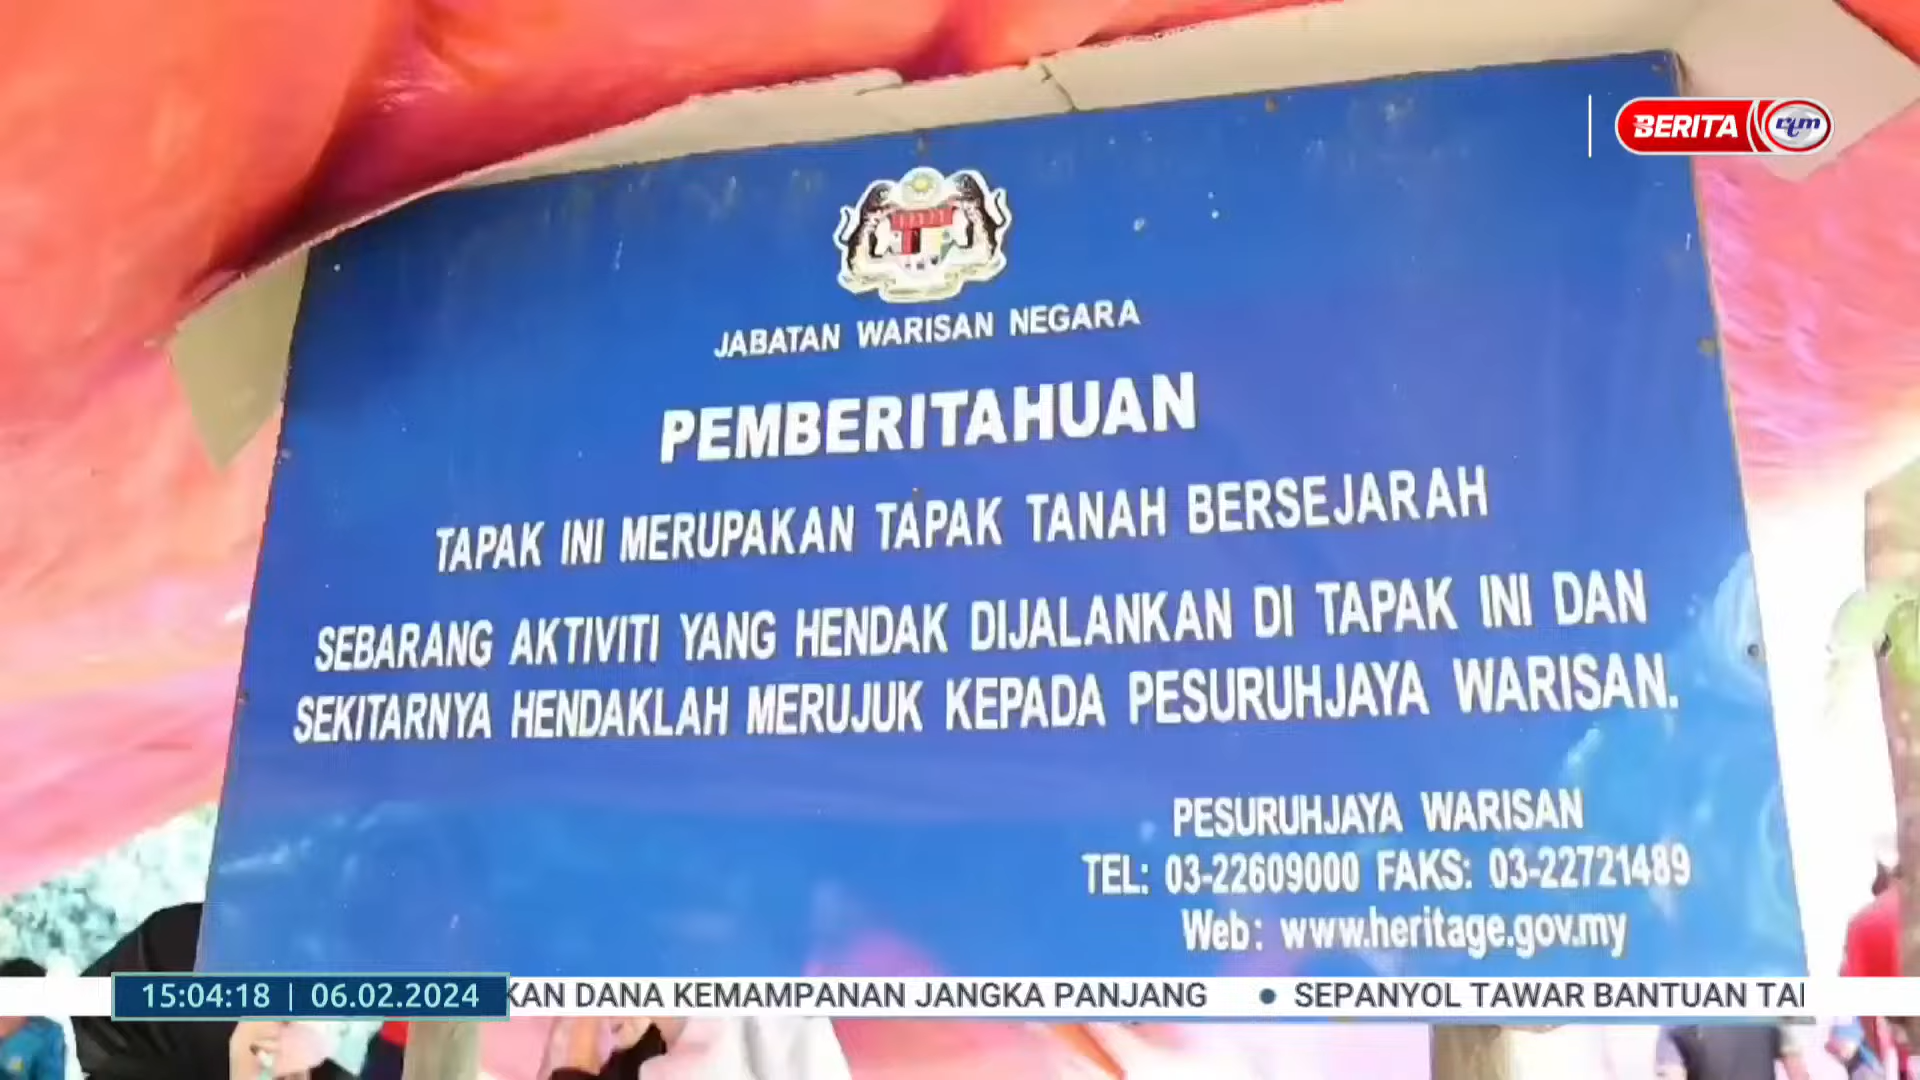 BERITA rtm
JABATAN WARISAN NEGARA
PEMBERITAHUAN
TAPAK INI MERUPAKAN TAPAK TANAH BERSEJARAH
SEBARANG AKTIVITI YANG HENDAK DIJALANKAN DI TAPAK INI DAN
SEKITARNYA HENDAKLAH MERUJUK KEPADA PESURUHJAYA WARISAN.
PESURUHJAYA WARISAN
TEL: 03-22609000 FAKS: 03-22721489
Web: www.heritage.gov.my
15:04:18 | 06.02.2024 KAN DANA KEMAMPANAN JANGKA PANJANG • SEPANYOL TAWAR BANTUAN